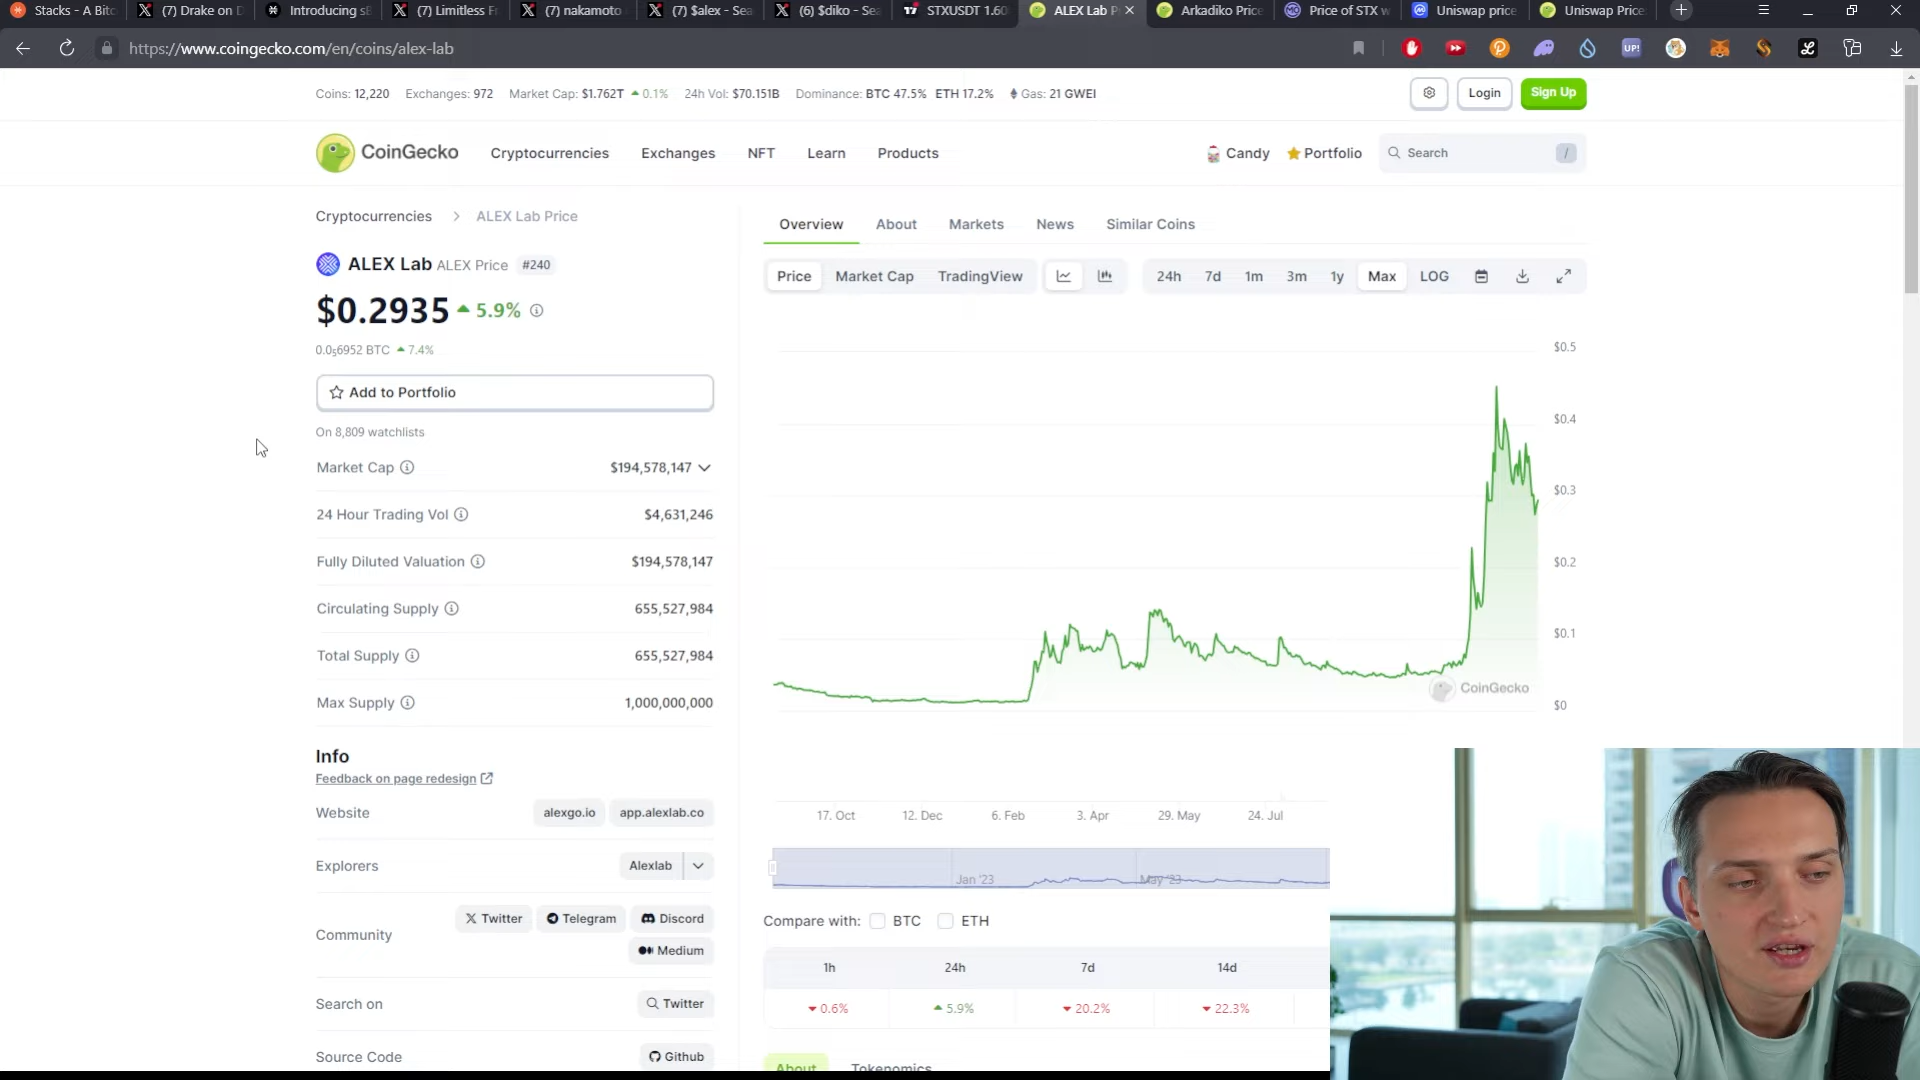 Stacks - A Bitc
(7) Drake on D
Introducing sB
(7) Limitless Fr
(7) nakamoto
(7) $alex - Sea
(6) $diko - Sea
STXUSDT 1.60
ALEX Lab P
Arkadiko Price
Price of STX w
Uniswap price
Uniswap Price
https://www.coingecko.com/en/coins/alex-lab
UP!
Coins: 12,220 Exchanges: 972 Market Cap: $1.762T 0.1% 24h Vol: $70.151B Dominance: BTC 47.5% ETH 17.2% Gas: 21 GWEI
Login
Sign Up
CoinGecko
Cryptocurrencies Exchanges NFT Learn Products
Candy Portfolio
Search /
Cryptocurrencies > ALEX Lab Price
ALEX Lab ALEX Price #240
$0.2935 5.9%
0.0₅6952 BTC 7.4%
Add to Portfolio
On 8,809 watchlists
Market Cap $194,578,147
24 Hour Trading Vol $4,631,246
Fully Diluted Valuation $194,578,147
Circulating Supply 655,527,984
Total Supply 655,527,984
Max Supply 1,000,000,000
Info
Feedback on page redesign
Website alexgo.io app.alexlab.co
Explorers Alexlab
Community Twitter Telegram Discord
Medium
Search on Twitter
Source Code Github
Overview About Markets News Similar Coins
Price Market Cap TradingView 24h 7d 1m 3m 1y Max LOG
$0.5
$0.4
$0.3
$0.2
$0.1
CoinGecko
$0
17. Oct 12. Dec 6. Feb 3. Apr 29. May 24. Jul
Jan '23 May '23
Compare with: BTC ETH
1h 24h 7d 14d
0.6% 5.9% 20.2% 22.3%
About Tokenomics